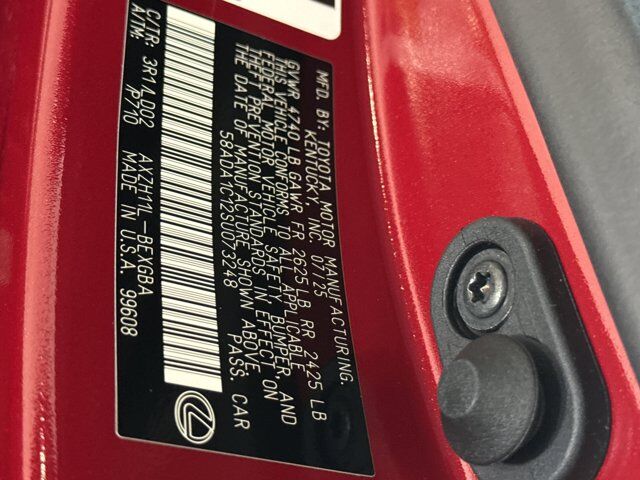 MFD. BY: TOYOTA MOTOR MANUFACTURING,
KENTUCKY, INC. 07/25
GVWR 4740 LB GAWR FR 2625 LB RR 2425 LB
THIS VEHICLE CONFORMS TO ALL APPLICABLE
FEDERAL MOTOR VEHICLE SAFETY, BUMPER, AND
THEFT PREVENTION STANDARDS IN EFFECT ON
THE DATE OF MANUFACTURE SHOWN ABOVE.
58ADA1C12SU073248 PASS. CAR
C/TR: 3R1/LD02 AXZH11L-BEXGBA
A/TM: P710 MADE IN U.S.A. 99608